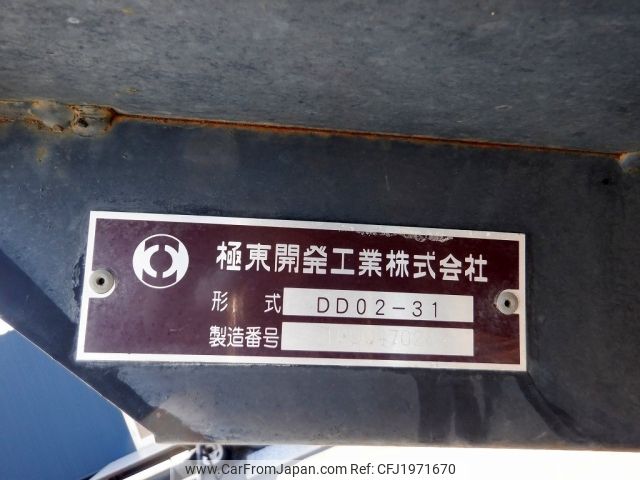 極東開発工業株式会社
形 式 DD02-31
製造番号
www.CarFromJapan.com | Ref: CFJ1971670